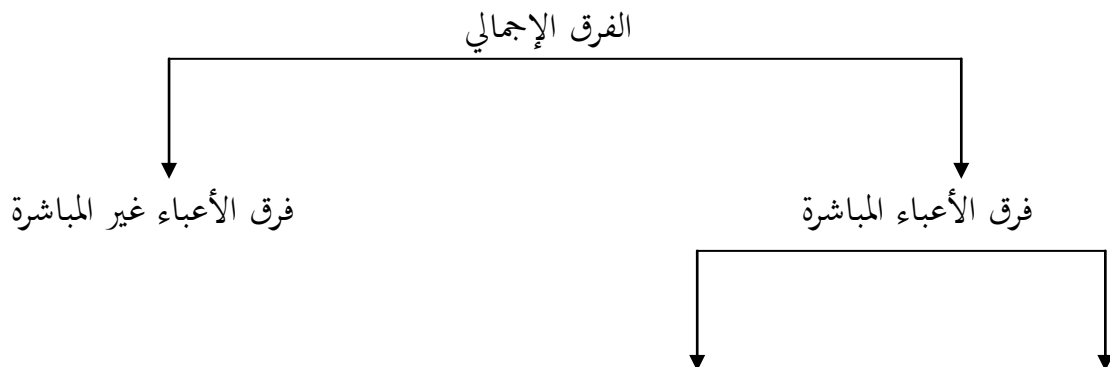 الفرق الإجمالي
فرق الأعباء المباشرة
فرق الأعباء غير المباشرة